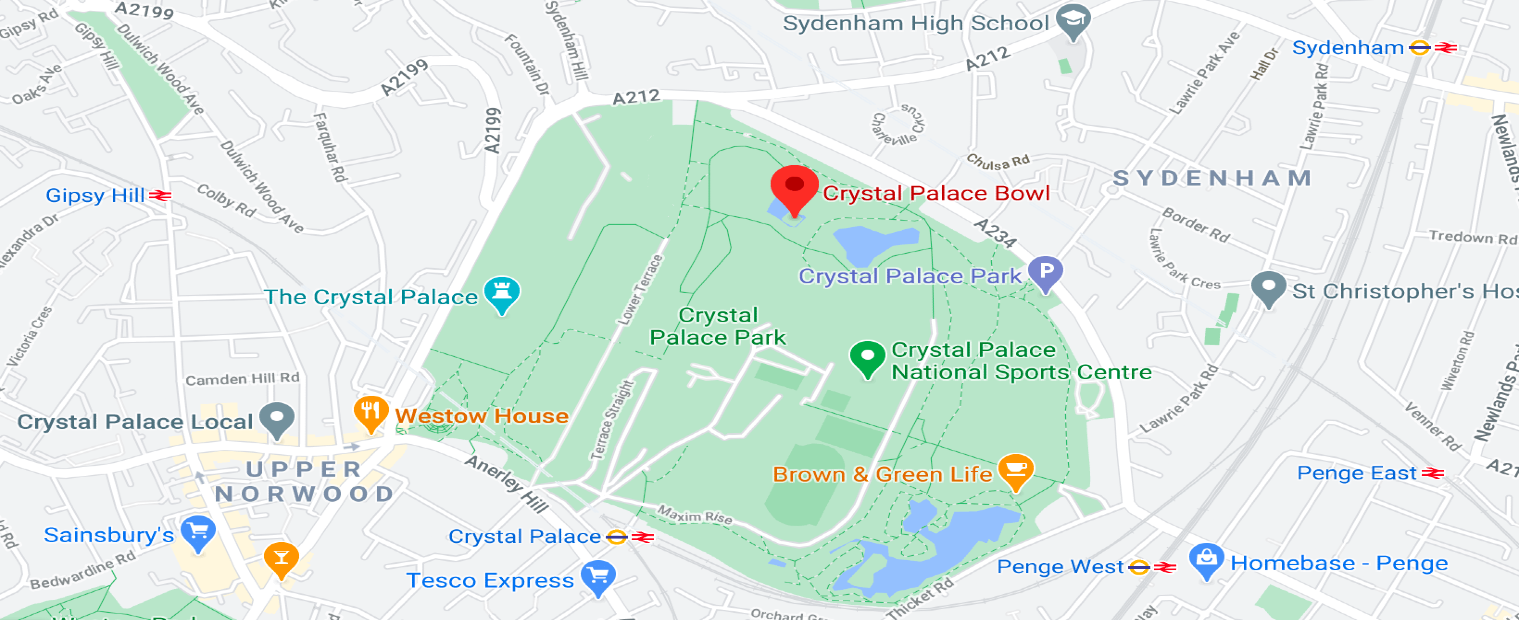 A2199
Gipsy Rd
Sydenham High School
Sydenham
Gipsy Hill
Dulwich Wood Ave
Fountain Dr
Sydenham Hill
A212
Lawrie Park Ave
Hall Dr
Oaks Ave
A2199
A212
Charleville Circus
Lawrie Park Rd
A2199
Farquhar Rd
Newlands
Dulwich Wood Ave
Chulsa Rd
SYDENHAM
Gipsy Hill
Colby Rd
Crystal Palace Bowl
Alexandra Dr
A234
Border Rd
Tredown Rd
Lawrie Park Cres
Crystal Palace Park
The Crystal Palace
Lower Terrace
St Christopher's Hos
Victoria Cres
Crystal
Palace Park
Crystal Palace
National Sports Centre
Camden Hill Rd
Wiverton Rd
Crystal Palace Local
Westow House
Terrace Straight
Lawrie Park Rd
Newlands Park
Venner Rd
UPPER
NORWOOD
Anerley Hill
Brown & Green Life
Penge East
A21
Sainsbury's
Maxim Rise
Crystal Palace
Bedwardine Rd
Tesco Express
Penge West
Homebase - Penge
Thicket Rd
Orchard Gr